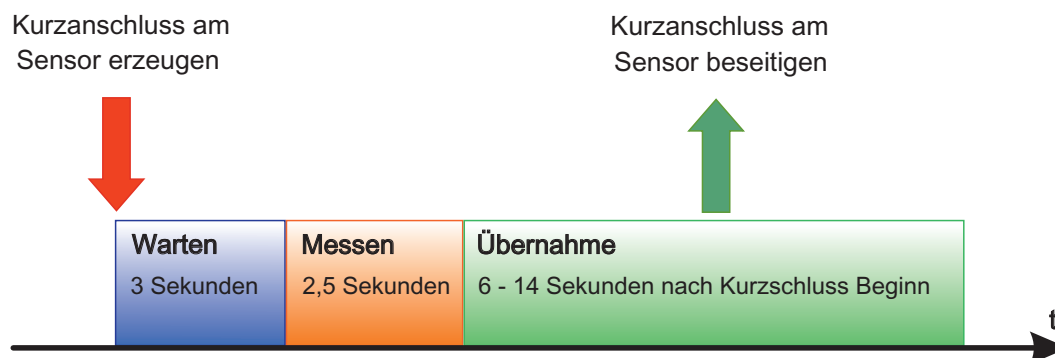 Kurzanschluss am
Sensor erzeugen
Kurzanschluss am
Sensor beseitigen
Warten
3 Sekunden
Messen
2,5 Sekunden
Übernahme
6 - 14 Sekunden nach Kurzschluss Beginn
t